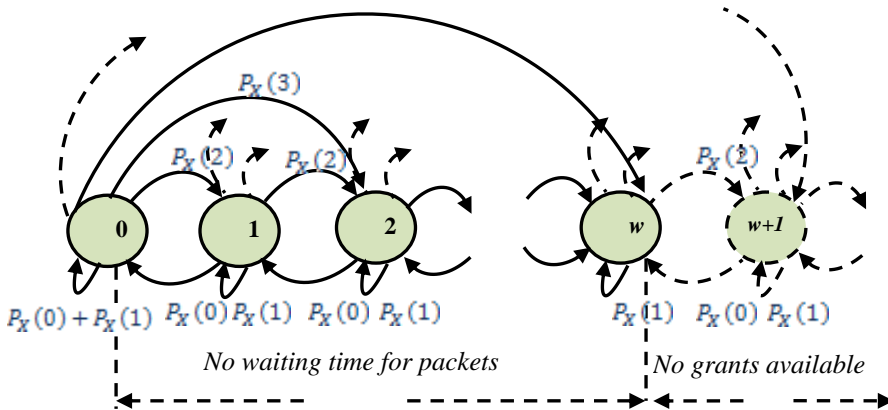 P_X(3)
P_X(2) P_X(2) P_X(2)
0 1 2 w w+1
P_X(0) + P_X(1) P_X(0) P_X(1) P_X(0) P_X(1) P_X(1) P_X(0) P_X(1)
No waiting time for packets No grants available